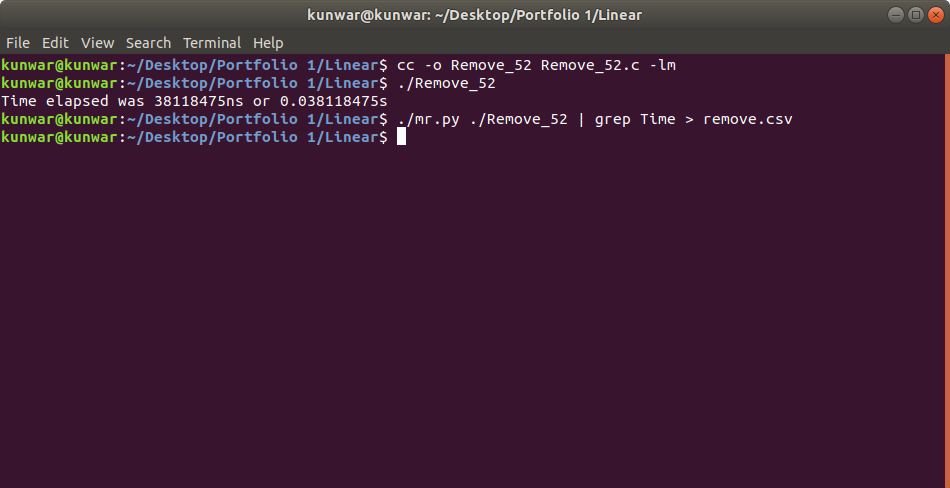 kunwar@kunwar: ~/Desktop/Portfolio 1/Linear
File Edit View Search Terminal Help
kunwar@kunwar:~/Desktop/Portfolio 1/Linear$ cc -o Remove_52 Remove_52.c -lm
kunwar@kunwar:~/Desktop/Portfolio 1/Linear$ ./Remove_52
Time elapsed was 38118475ns or 0.038118475s
kunwar@kunwar:~/Desktop/Portfolio 1/Linear$ ./mr.py ./Remove_52 | grep Time > remove.csv
kunwar@kunwar:~/Desktop/Portfolio 1/Linear$